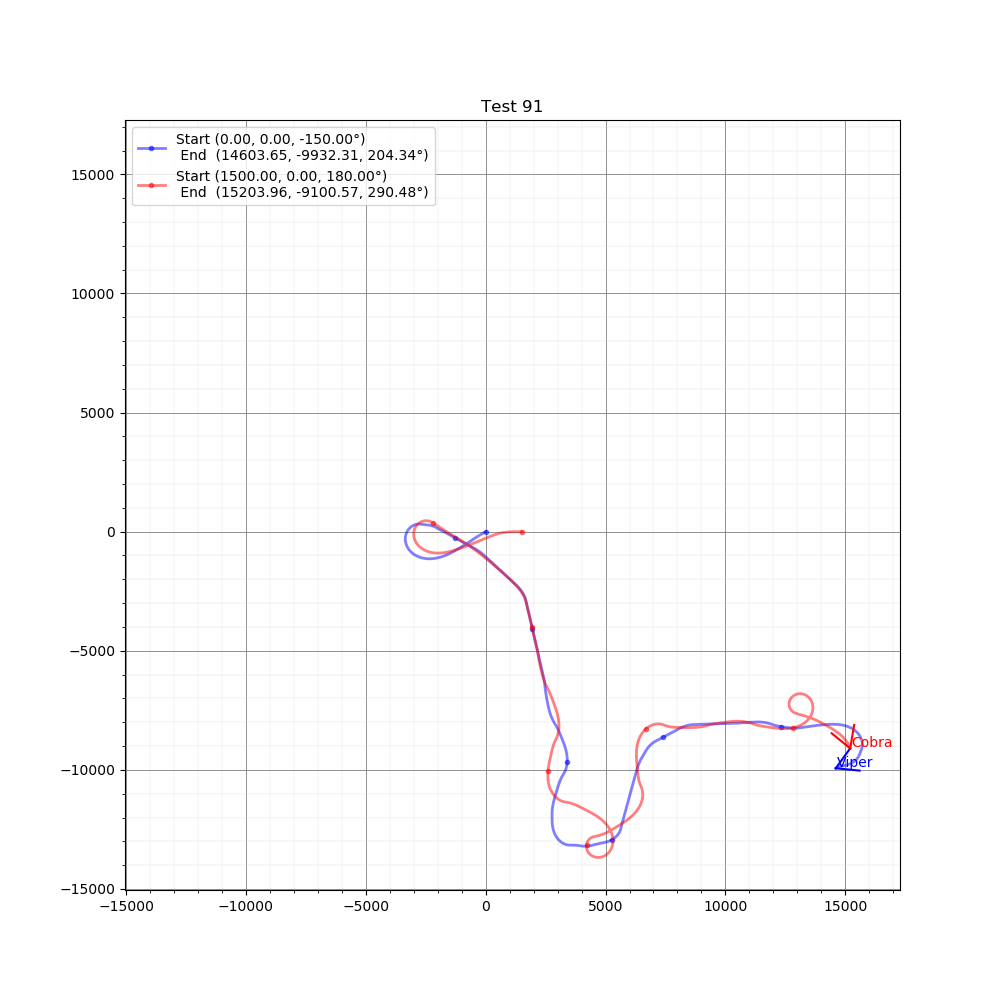 Test 91
Start (0.00, 0.00, -150.00°)
End (14603.65, -9932.31, 204.34°)
Start (1500.00, 0.00, 180.00°)
End (15203.96, -9100.57, 290.48°)
15000
10000
5000
0
−5000
−10000
−15000
Cobra
Viper
−15000 −10000 −5000 0 5000 10000 15000